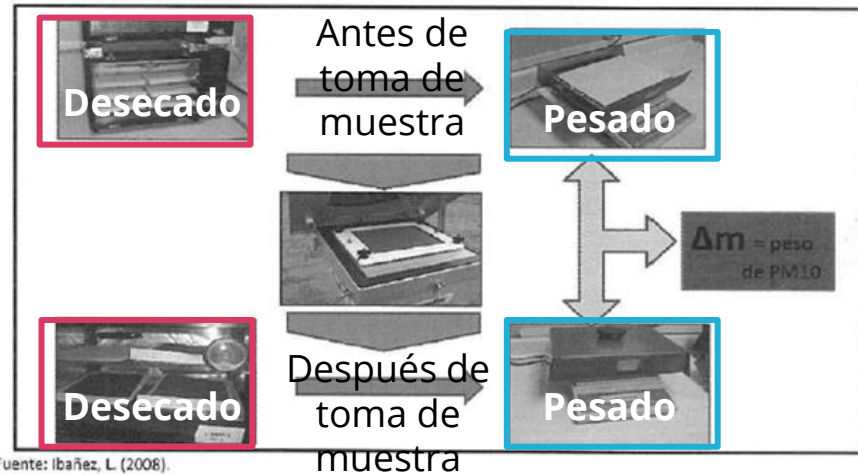 Antes de
toma de
muestra
Desecado
Pesado
Δm = peso
de PM10
Desecado
Después de
toma de
muestra
Pesado
Fuente: Ibañez, L. (2008).